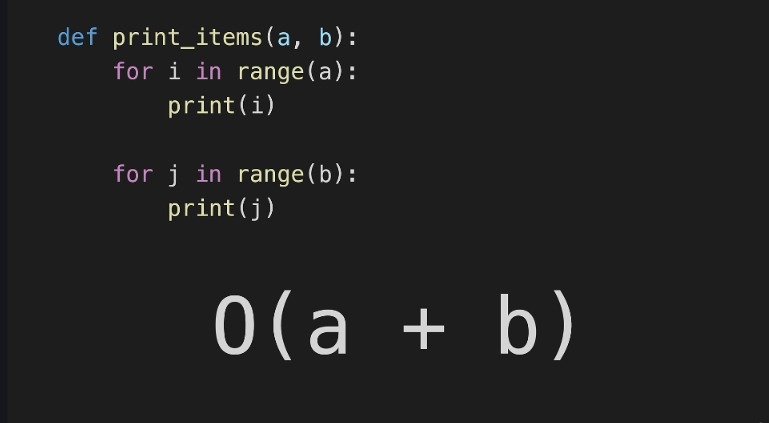 def print_items(a, b):
    for i in range(a):
        print(i)

    for j in range(b):
        print(j)

O(a + b)